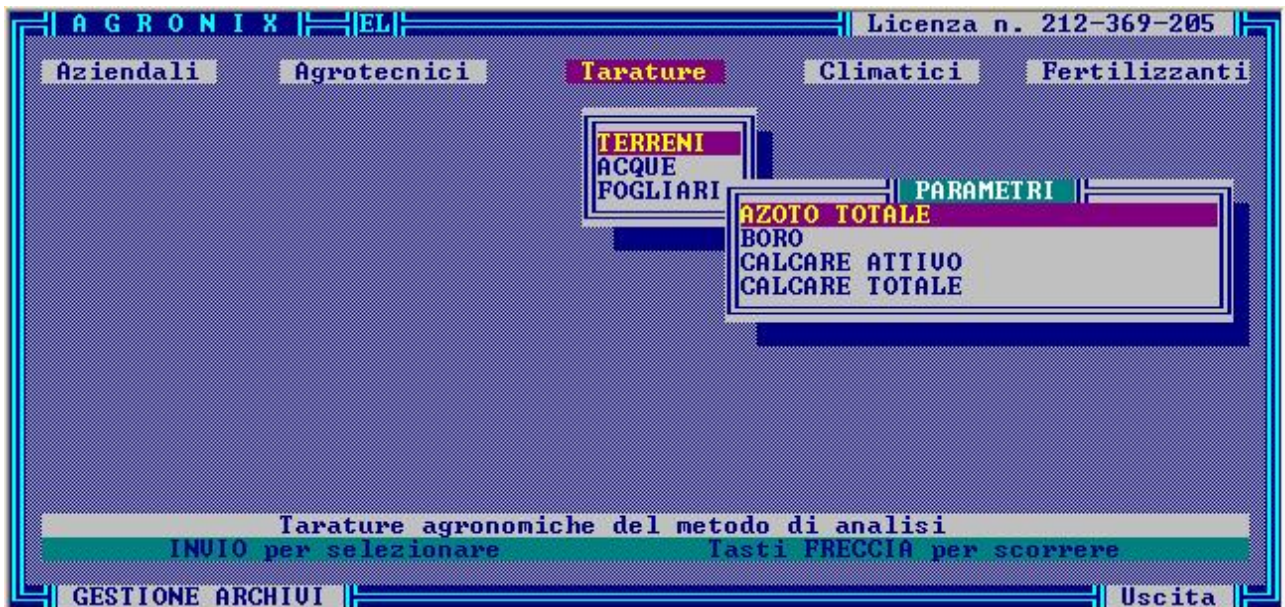 A G R O N I X EL Licenza n. 212-369-205
Aziendali Agrotecnici Tarature Climatici Fertilizzanti
TERRENI
ACQUE
FOGLIARI
PARAMETRI
AZOTO TOTALE
BORO
CALCARE ATTIVO
CALCARE TOTALE
Tarature agronomiche del metodo di analisi
INVIO per selezionare Tasti FRECCIA per scorrere
GESTIONE ARCHIVI Uscita